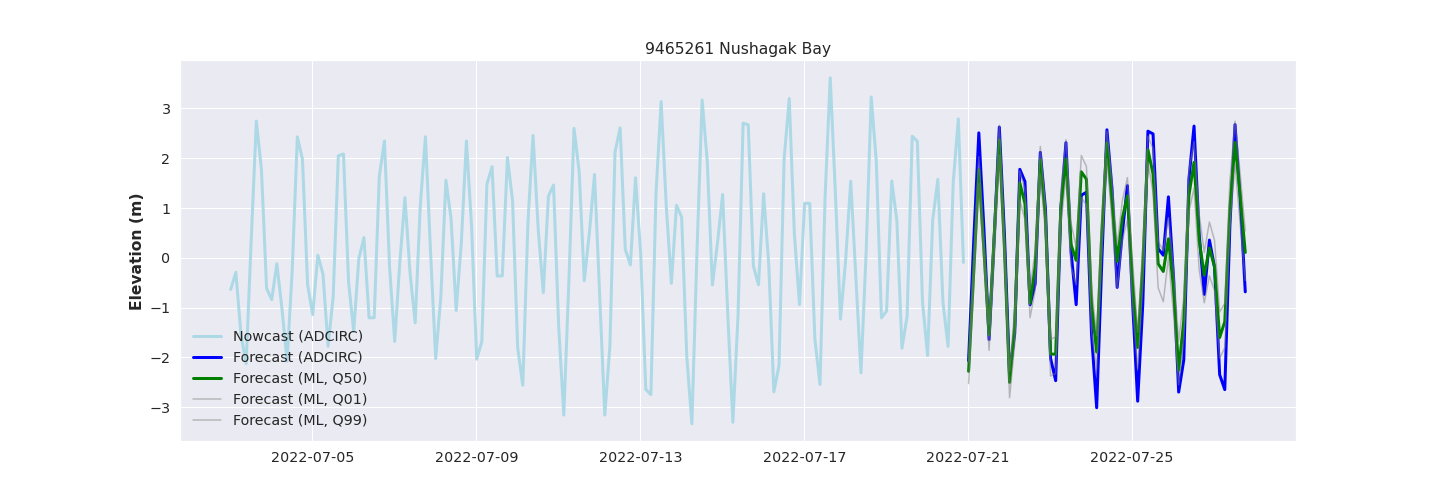 9465261 Nushagak Bay
Elevation (m)
3
2
1
0
−1
−2
−3
Nowcast (ADCIRC)
Forecast (ADCIRC)
Forecast (ML, Q50)
Forecast (ML, Q01)
Forecast (ML, Q99)
2022-07-05 2022-07-09 2022-07-13 2022-07-17 2022-07-21 2022-07-25